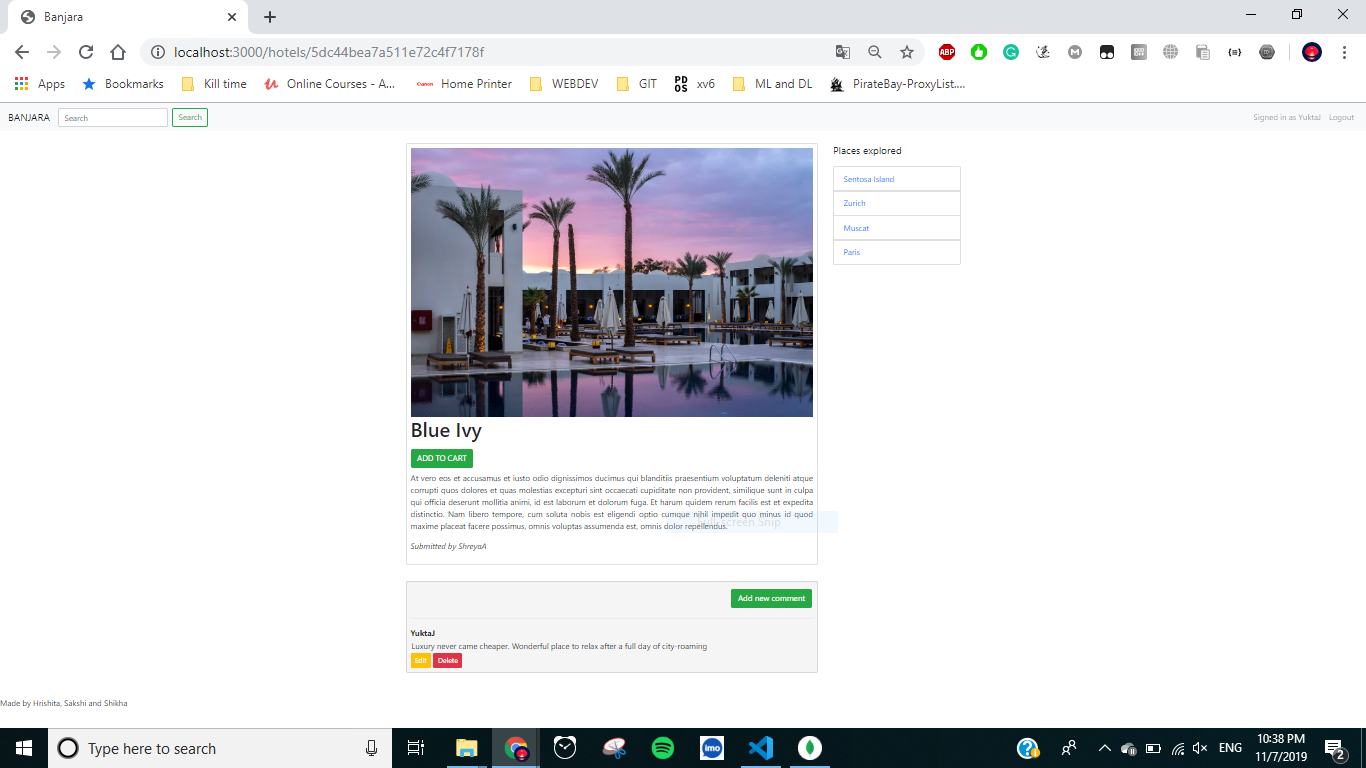 Banjara
localhost:3000/hotels/5dc44bea7a511e72c4f7178f
ABP
Apps Bookmarks Kill time Online Courses - A... Canon Home Printer WEBDEV GIT PDOS xv6 ML and DL PirateBay-ProxyList....
BANJARA Search Search Signed in as YuktaJ Logout
Places explored
Sentosa Island
Zurich
Muscat
Paris
Blue Ivy
ADD TO CART
At vero eos et accusamus et iusto odio dignissimos ducimus qui blanditiis praesentium voluptatum deleniti atque
corrupti quos dolores et quas molestias excepturi sint occaecati cupiditate non provident, similique sunt in culpa
qui officia deserunt mollitia animi, id est laborum et dolorum fuga. Et harum quidem rerum facilis est et expedita
distinctio. Nam libero tempore, cum soluta nobis est eligendi optio cumque nihil impedit quo minus id quod
maxime placeat facere possimus, omnis voluptas assumenda est, omnis dolor repellendus.
Full-screen Snip
Submitted by ShreyaA
Add new comment
YuktaJ
Luxury never came cheaper. Wonderful place to relax after a full day of city-roaming
Edit Delete
Made by Hrishita, Sakshi and Shikha
Type here to search
imo
ENG
10:38 PM
11/7/2019
2